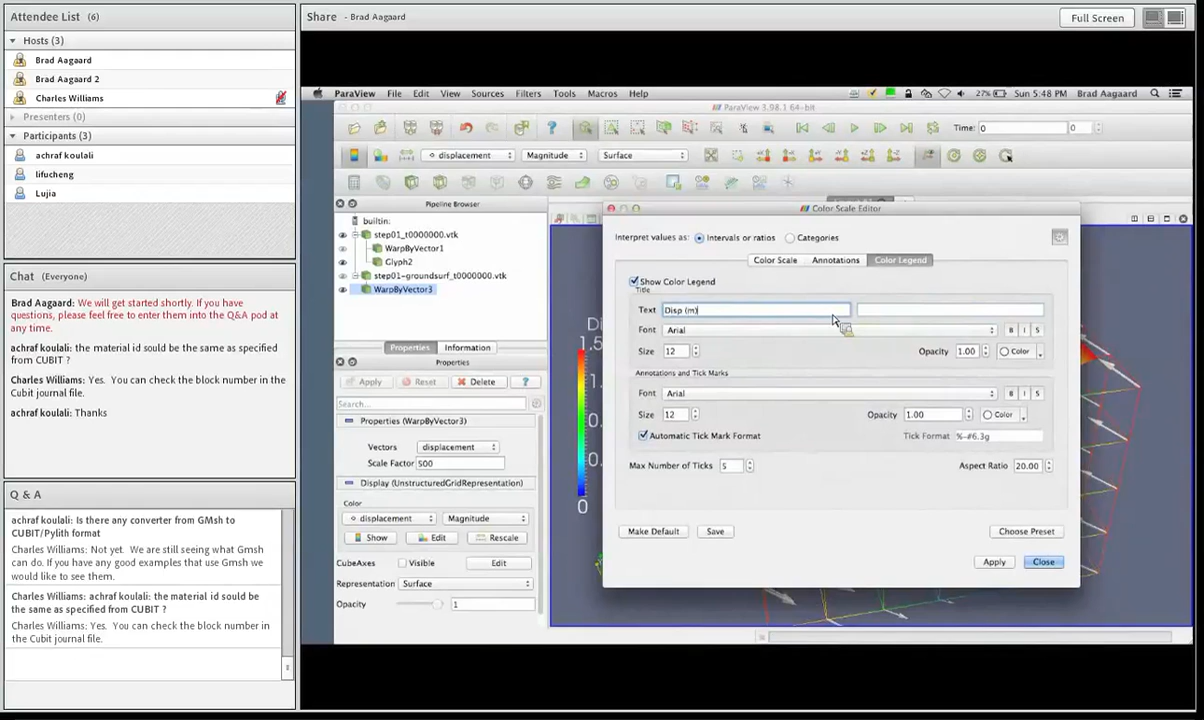 Attendee List (6)
Hosts (3)
Brad Aagaard
Brad Aagaard 2
Charles Williams
Presenters (0)
Participants (3)
achraf koulali
lifucheng
Lujia
Chat (Everyone)
Brad Aagaard: We will get started shortly. If you have
questions, please feel free to enter them into the Q&A pod at
any time.
achraf koulali: the material id sould be the same as specified
from CUBIT ?
Charles Williams: Yes. You can check the block number in the
Cubit journal file.
achraf koulali: Thanks
Q & A
achraf koulali: Is there any converter from GMsh to
CUBIT/Pylith format
Charles Williams: Not yet. We are still seeing what Gmsh
can do. If you have any good examples that use Gmsh we
would like to see them.
Charles Williams: achraf koulali: the material id sould be
the same as specified from CUBIT ?
Charles Williams: Yes. You can check the block number in
the Cubit journal file.
Share - Brad Aagaard
Full Screen
ParaView File Edit View Sources Filters Tools Macros Help
27% Sun 5:48 PM Brad Aagaard
ParaView 3.98.1 64-bit
Time: 0 0
displacement Magnitude Surface
Pipeline Browser
builtin:
step01_t0000000.vtk
WarpByVector1
Glyph2
step01-groundsurf_t0000000.vtk
WarpByVector3
Properties Information
Properties
Apply Reset Delete ?
Search...
Properties (WarpByVector3)
Vectors displacement
Scale Factor 500
Display (UnstructuredGridRepresentation)
Color
displacement Magnitude
Show Edit Rescale
CubeAxes Visible Edit
Representation Surface
Opacity 1
Di
1.5
1.
0.
0.
0
Color Scale Editor
Interpret values as: Intervals or ratios Categories
Color Scale Annotations Color Legend
Show Color Legend
Title
Text Disp (m)
Font Arial B I S
Size 12 Opacity 1.00 Color
Annotations and Tick Marks
Font Arial B I S
Size 12 Opacity 1.00 Color
Automatic Tick Mark Format Tick Format %-#6.3g
Max Number of Ticks 5 Aspect Ratio 20.00
Make Default Save Choose Preset
Apply Close